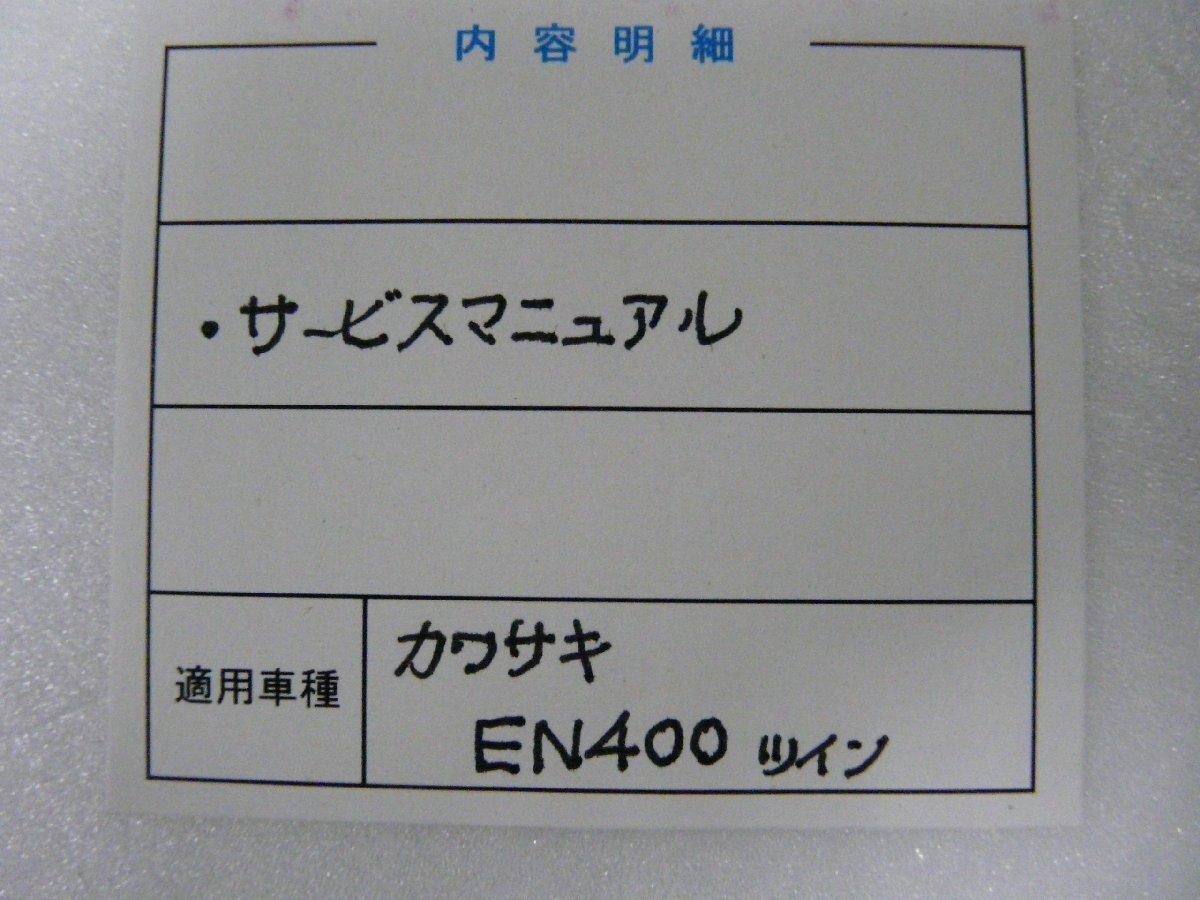 内容明細
・サービスマニュアル
カワサキ
適用車種
EN400 ツイン